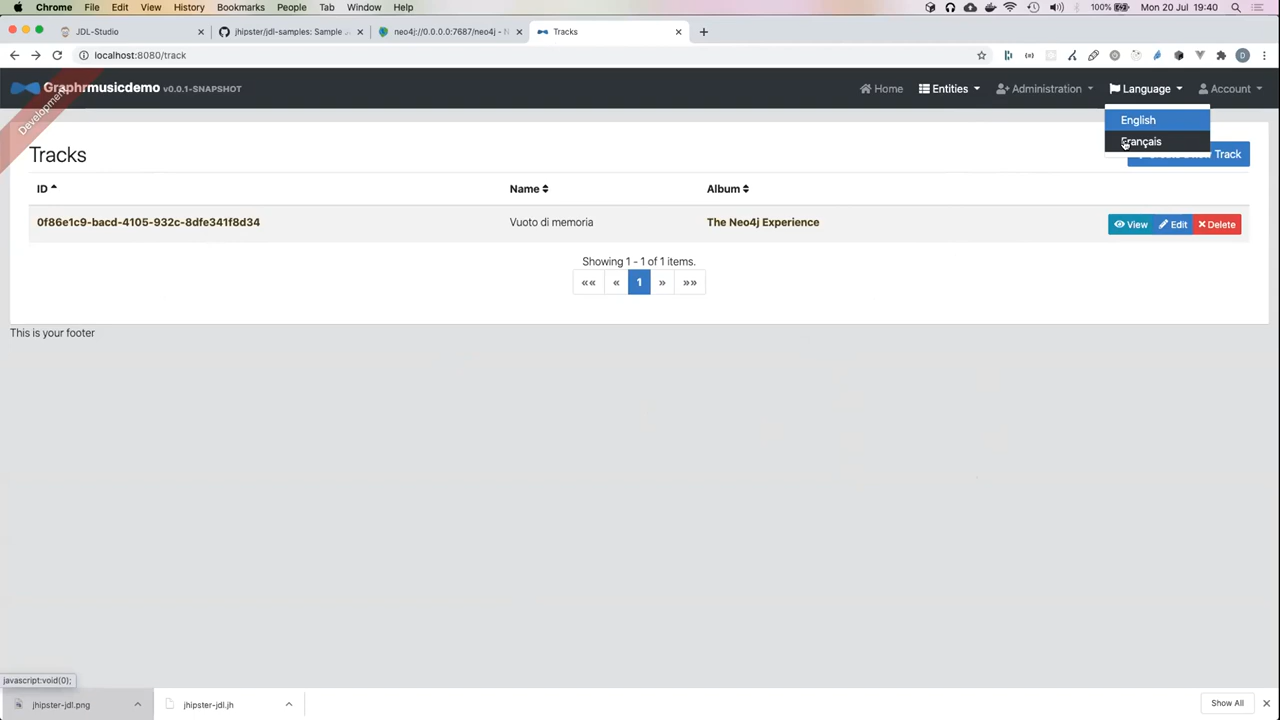 Chrome File Edit View History Bookmarks People Tab Window Help
100% Mon 20 Jul 19:40
JDL-Studio
jhipster/jdl-samples: Sample
neo4j://0.0.0.0:7687/neo4j -
Tracks
localhost:8080/track
Graphrmusicdemo v0.0.1-SNAPSHOT
Home
Entities
Administration
Language
Account
Development
English
Français
Tracks
Track
ID Name Album
0f86e1c9-bacd-4105-932c-8dfe341f8d34 Vuoto di memoria The Neo4j Experience View Edit Delete
Showing 1 - 1 of 1 items.
«« « 1 » »»
This is your footer
javascript:void(0);
jhipster-jdl.png
jhipster-jdl.jh
Show All